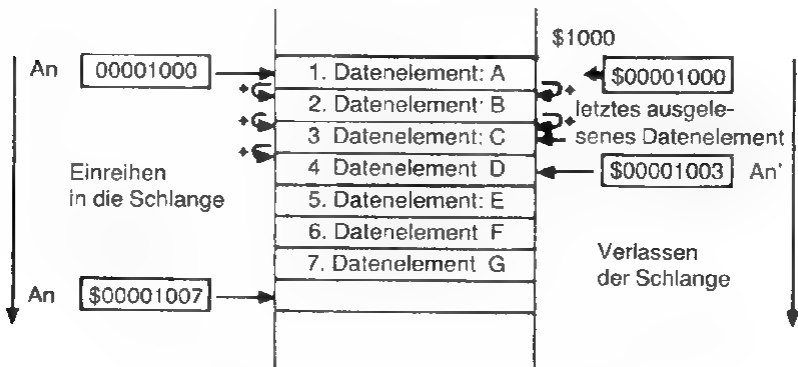 $1000
An 00001000 1. Datenelement: A $00001000
2. Datenelement B letztes ausgele-
3 Datenelement: C senes Datenelement
4 Datenelement D $00001003 An'
Einreihen
in die Schlange
5. Datenelement: E
6. Datenelement F
7. Datenelement G
Verlassen
der Schlange
An $00001007